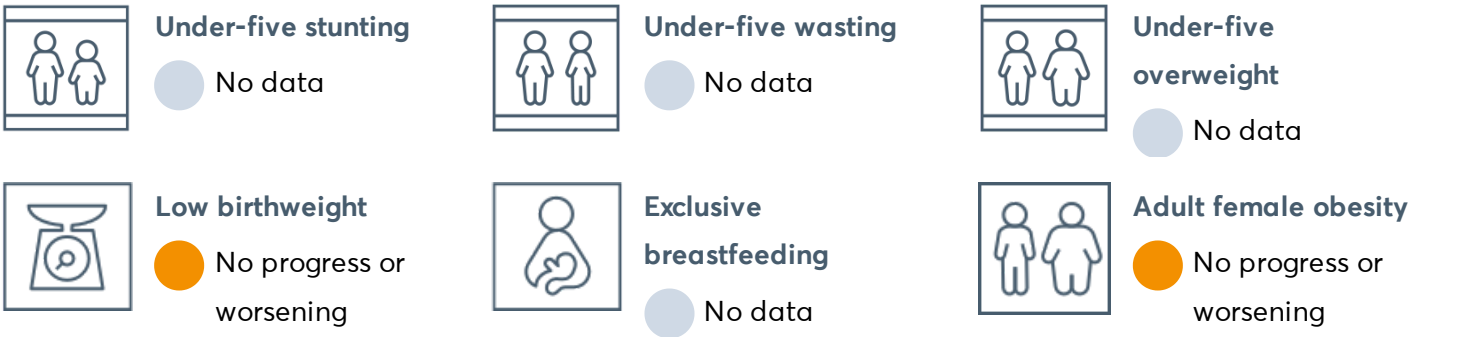 Under-five stunting
No data
Under-five wasting
No data
Under-five
overweight
No data
Low birthweight
No progress or
worsening
Exclusive
breastfeeding
No data
Adult female obesity
No progress or
worsening